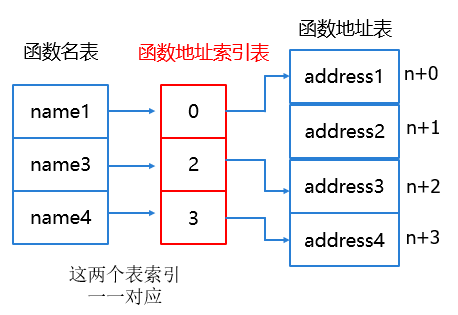 函数名表
函数地址索引表
函数地址表
name1
0
address1
n+0
address2
n+1
name3
2
address3
n+2
name4
3
address4
n+3
这两个表索引
一一对应